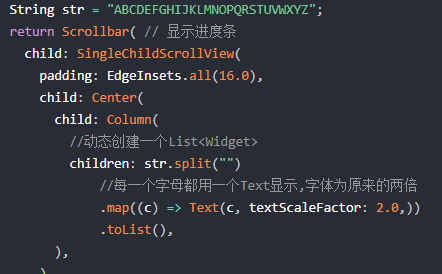 String str = "ABCDEFGHIJKLMNOPQRSTUVWXYZ";
return Scrollbar( // 显示进度条
child: SingleChildScrollView(
padding: EdgeInsets.all(16.0),
child: Center(
child: Column(
//动态创建一个List<Widget>
children: str.split("")
//每一个字母都用一个Text显示,字体为原来的两倍
.map((c) => Text(c, textScaleFactor: 2.0,))
.toList(),
),
),